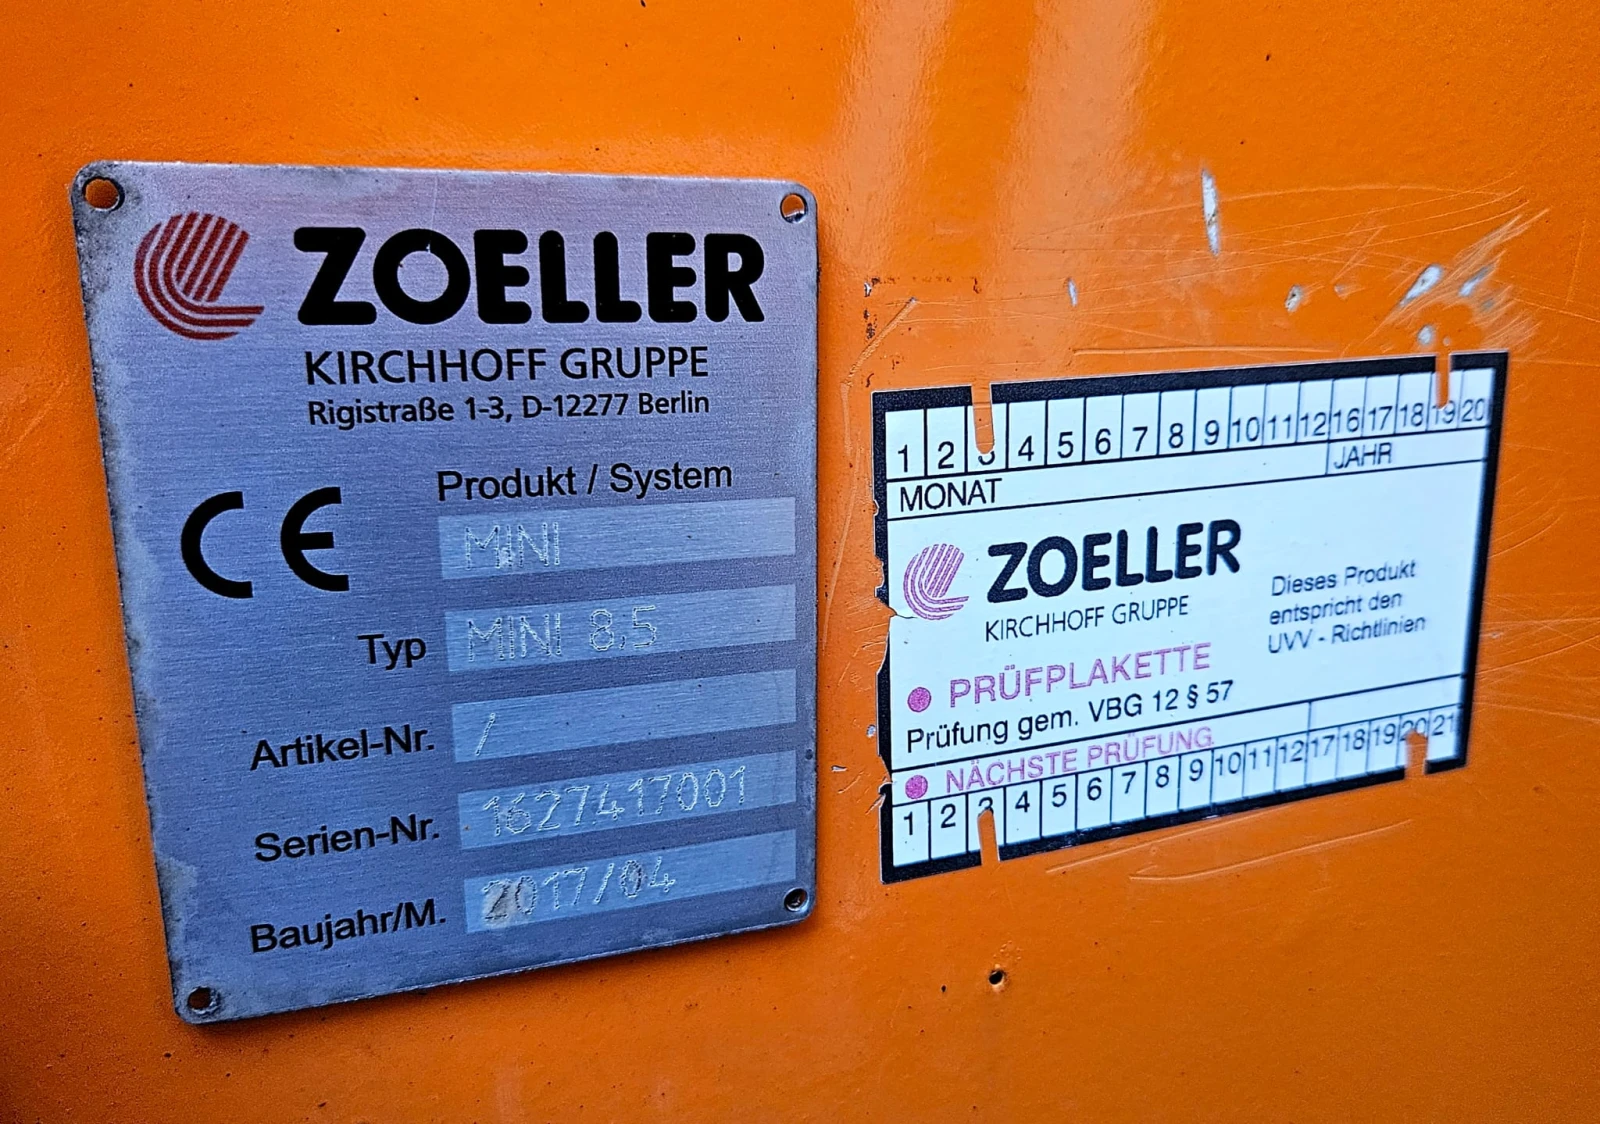 ZOELLER
KIRCHHOFF GRUPPE
Rigistraße 1-3, D-12277 Berlin
CE
Produkt / System
MINI
Typ MINI 8,5
Artikel-Nr. /
Serien-Nr. 1627417001
Baujahr/M. 2017/04
1 2 3 4 5 6 7 8 9 10 11 12 16 17 18 19 20
MONAT JAHR
ZOELLER
KIRCHHOFF GRUPPE
Dieses Produkt
entspricht den
UVV - Richtlinien
PRÜFPLAKETTE
Prüfung gem. VBG 12 § 57
NÄCHSTE PRÜFUNG
1 2 3 4 5 6 7 8 9 10 11 12 17 18 19 20 21